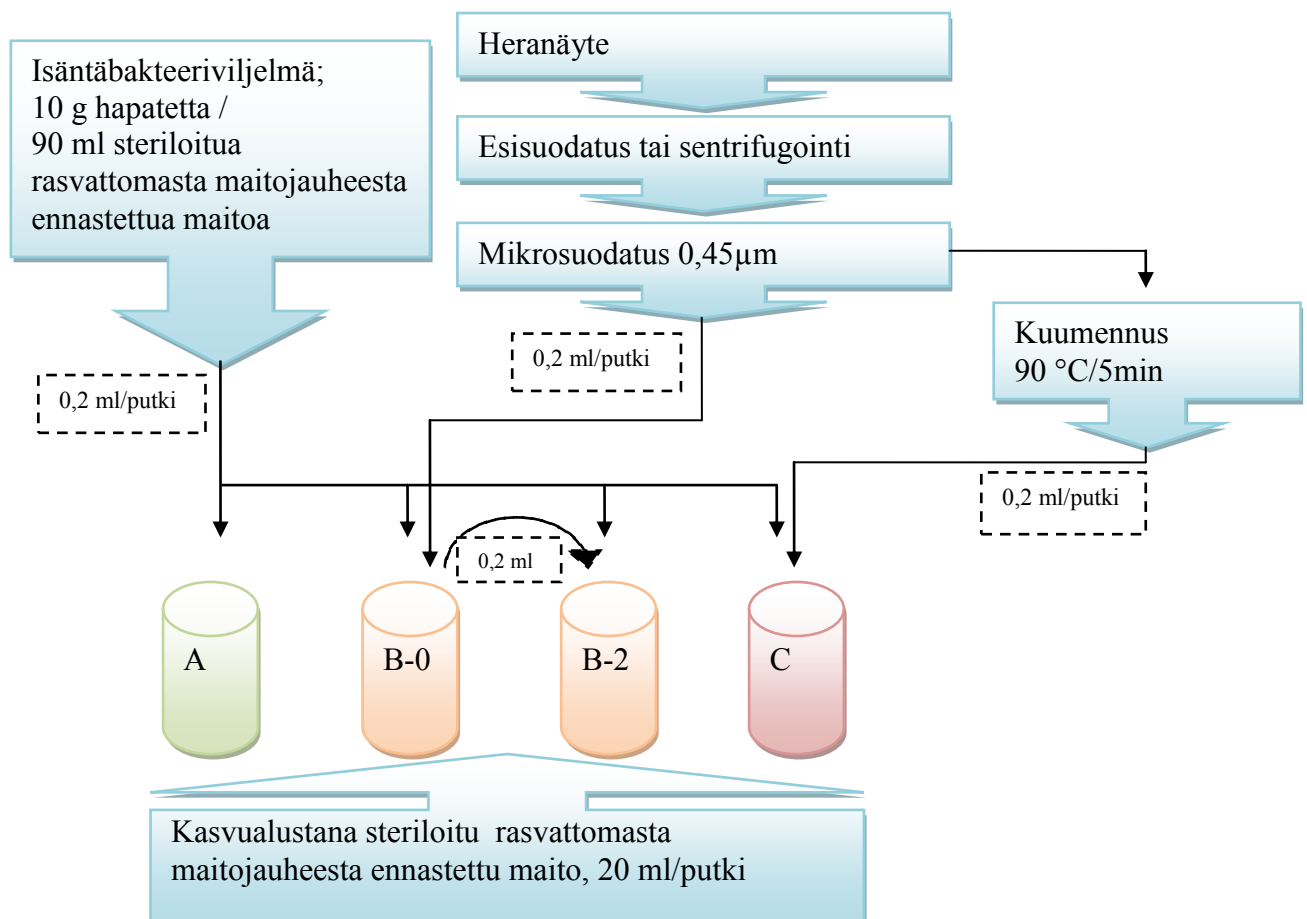 Isäntäbakteeriviljelmä;
10 g hapatetta /
90 ml steriloitua
rasvattomasta maitojauheesta
ennastettua maitoa
Heranäyte
Esisuodatus tai sentrifugointi
Mikrosuodatus 0,45µm
Kuumennus
90 °C/5min
0,2 ml/putki
0,2 ml/putki
0,2 ml/putki
0,2 ml
A
B-0
B-2
C
Kasvualustana steriloitu rasvattomasta
maitojauheesta ennastettu maito, 20 ml/putki